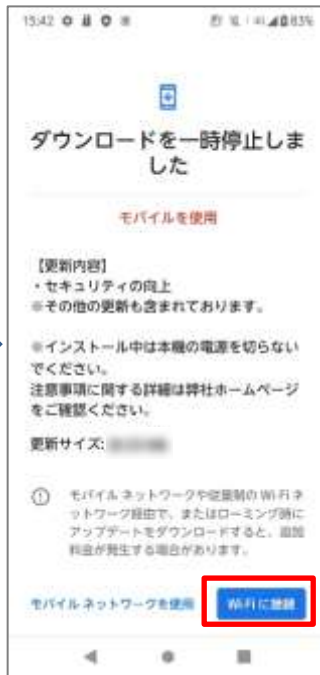 15:42
83%
ダウンロードを一時停止しま
した
モバイルを使用
【更新内容】
・セキュリティの向上
※その他の更新も含まれております。
※インストール中は本機の電源を切らない
でください。
注意事項に関する詳細は弊社ホームページ
をご確認ください。
更新サイズ:
モバイル ネットワークや従量制の Wi-Fi ネ
ットワーク経由で、またはローミング時に
アップデートをダウンロードすると、追加
料金が発生する場合があります。
モバイル ネットワークを使用
Wi-Fi に接続